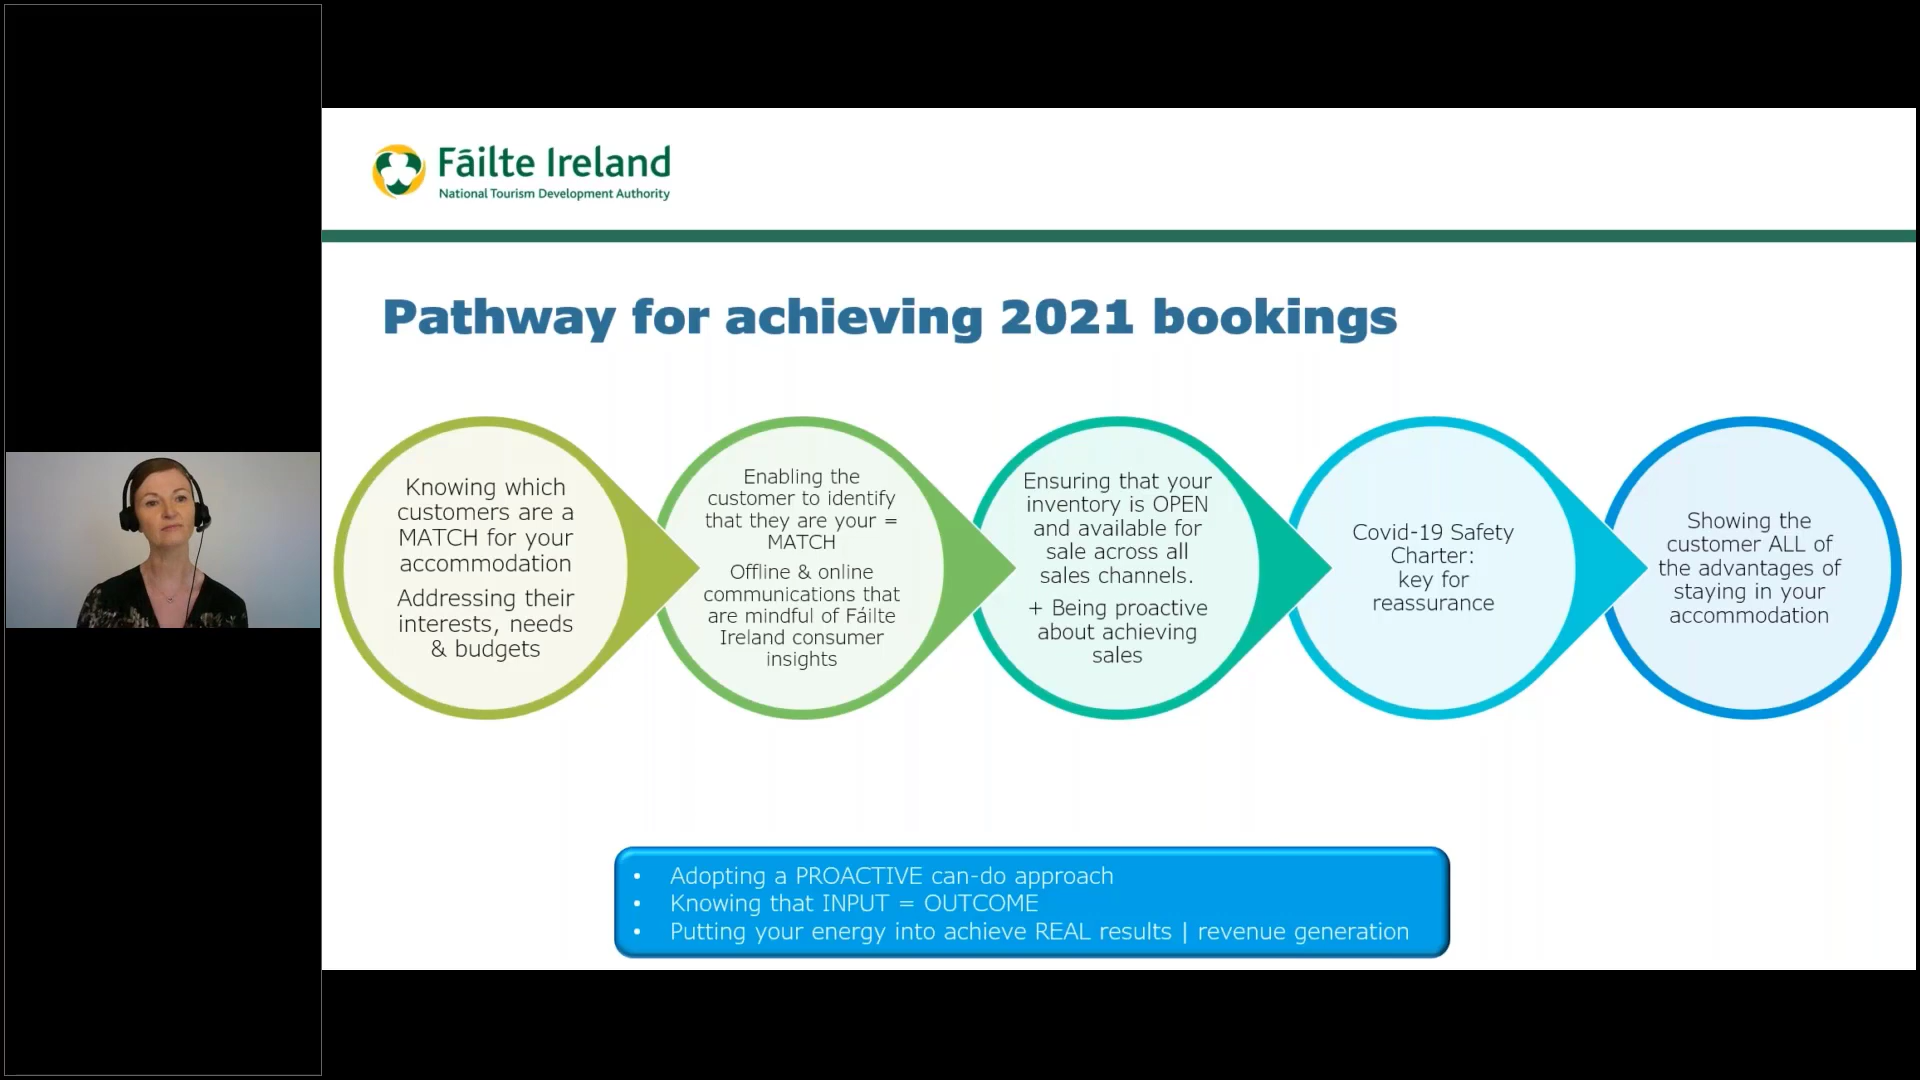 Fáilte Ireland
National Tourism Development Authority
Pathway for achieving 2021 bookings
Knowing which
customers are a
MATCH for your
accommodation
Addressing their
interests, needs
& budgets
Enabling the
customer to identify
that they are your =
MATCH
Offline & online
communications that
are mindful of Fáilte
Ireland consumer
insights
Ensuring that your
inventory is OPEN
and available for
sale across all
sales channels.
+ Being proactive
about achieving
sales
Covid-19 Safety
Charter:
key for
reassurance
Showing the
customer ALL of
the advantages of
staying in your
accommodation
• Adopting a PROACTIVE can-do approach
• Knowing that INPUT = OUTCOME
• Putting your energy into achieve REAL results | revenue generation